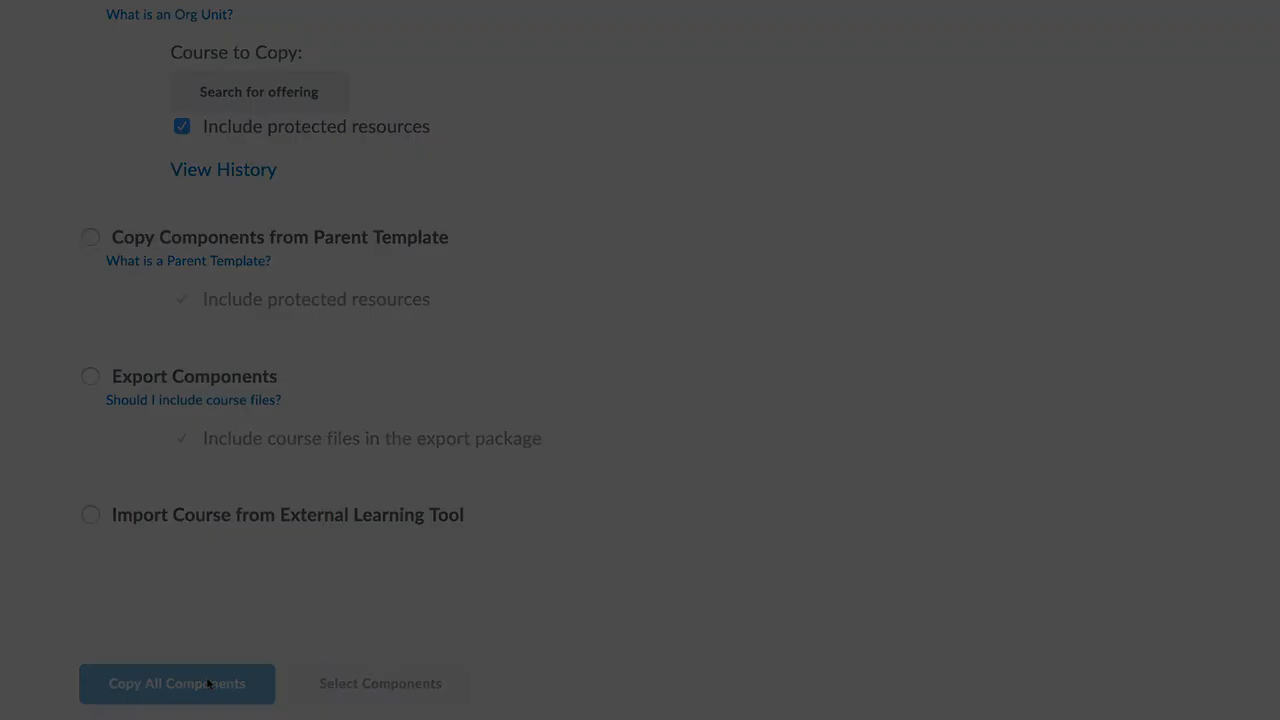 What is an Org Unit?
Course to Copy:
Search for offering
Include protected resources
View History
Copy Components from Parent Template
What is a Parent Template?
Include protected resources
Export Components
Should I include course files?
Include course files in the export package
Import Course from External Learning Tool
Copy All Components
Select Components